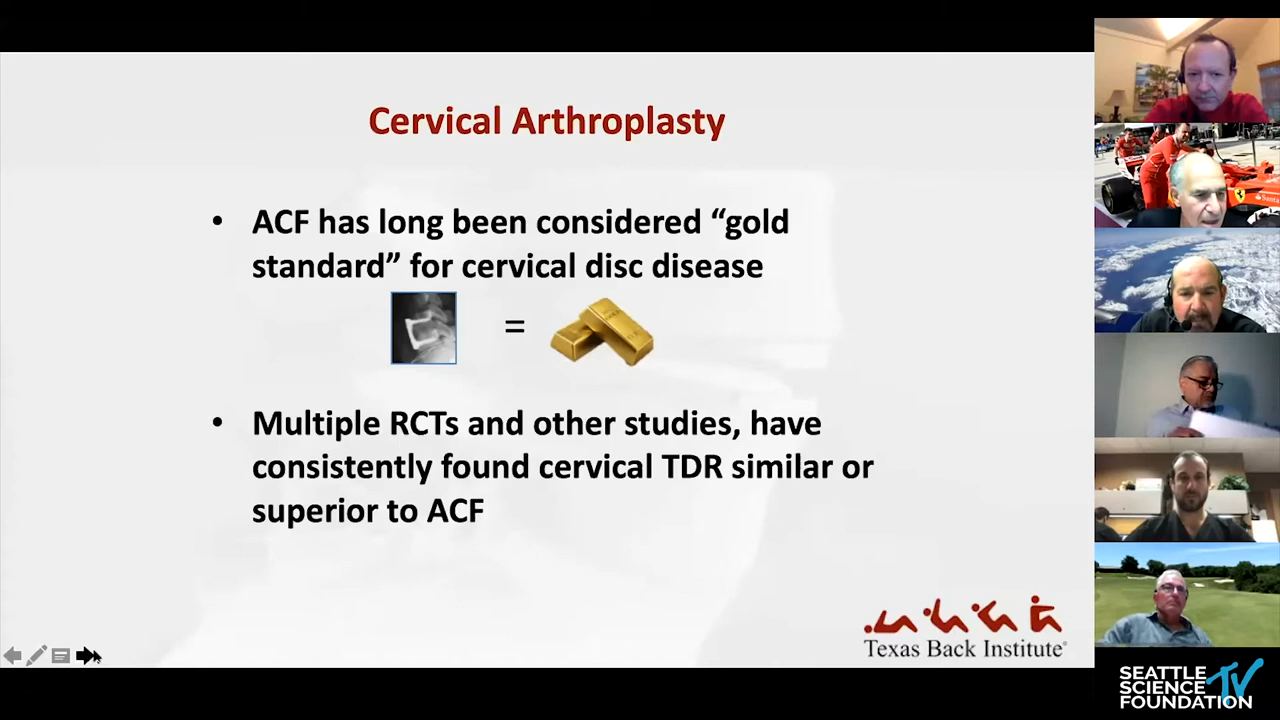 Cervical Arthroplasty
• ACF has long been considered “gold
standard” for cervical disc disease
=
• Multiple RCTs and other studies, have
consistently found cervical TDR similar or
superior to ACF
Texas Back Institute®
Santa
SEATTLE
SCIENCE
FOUNDATION
TV